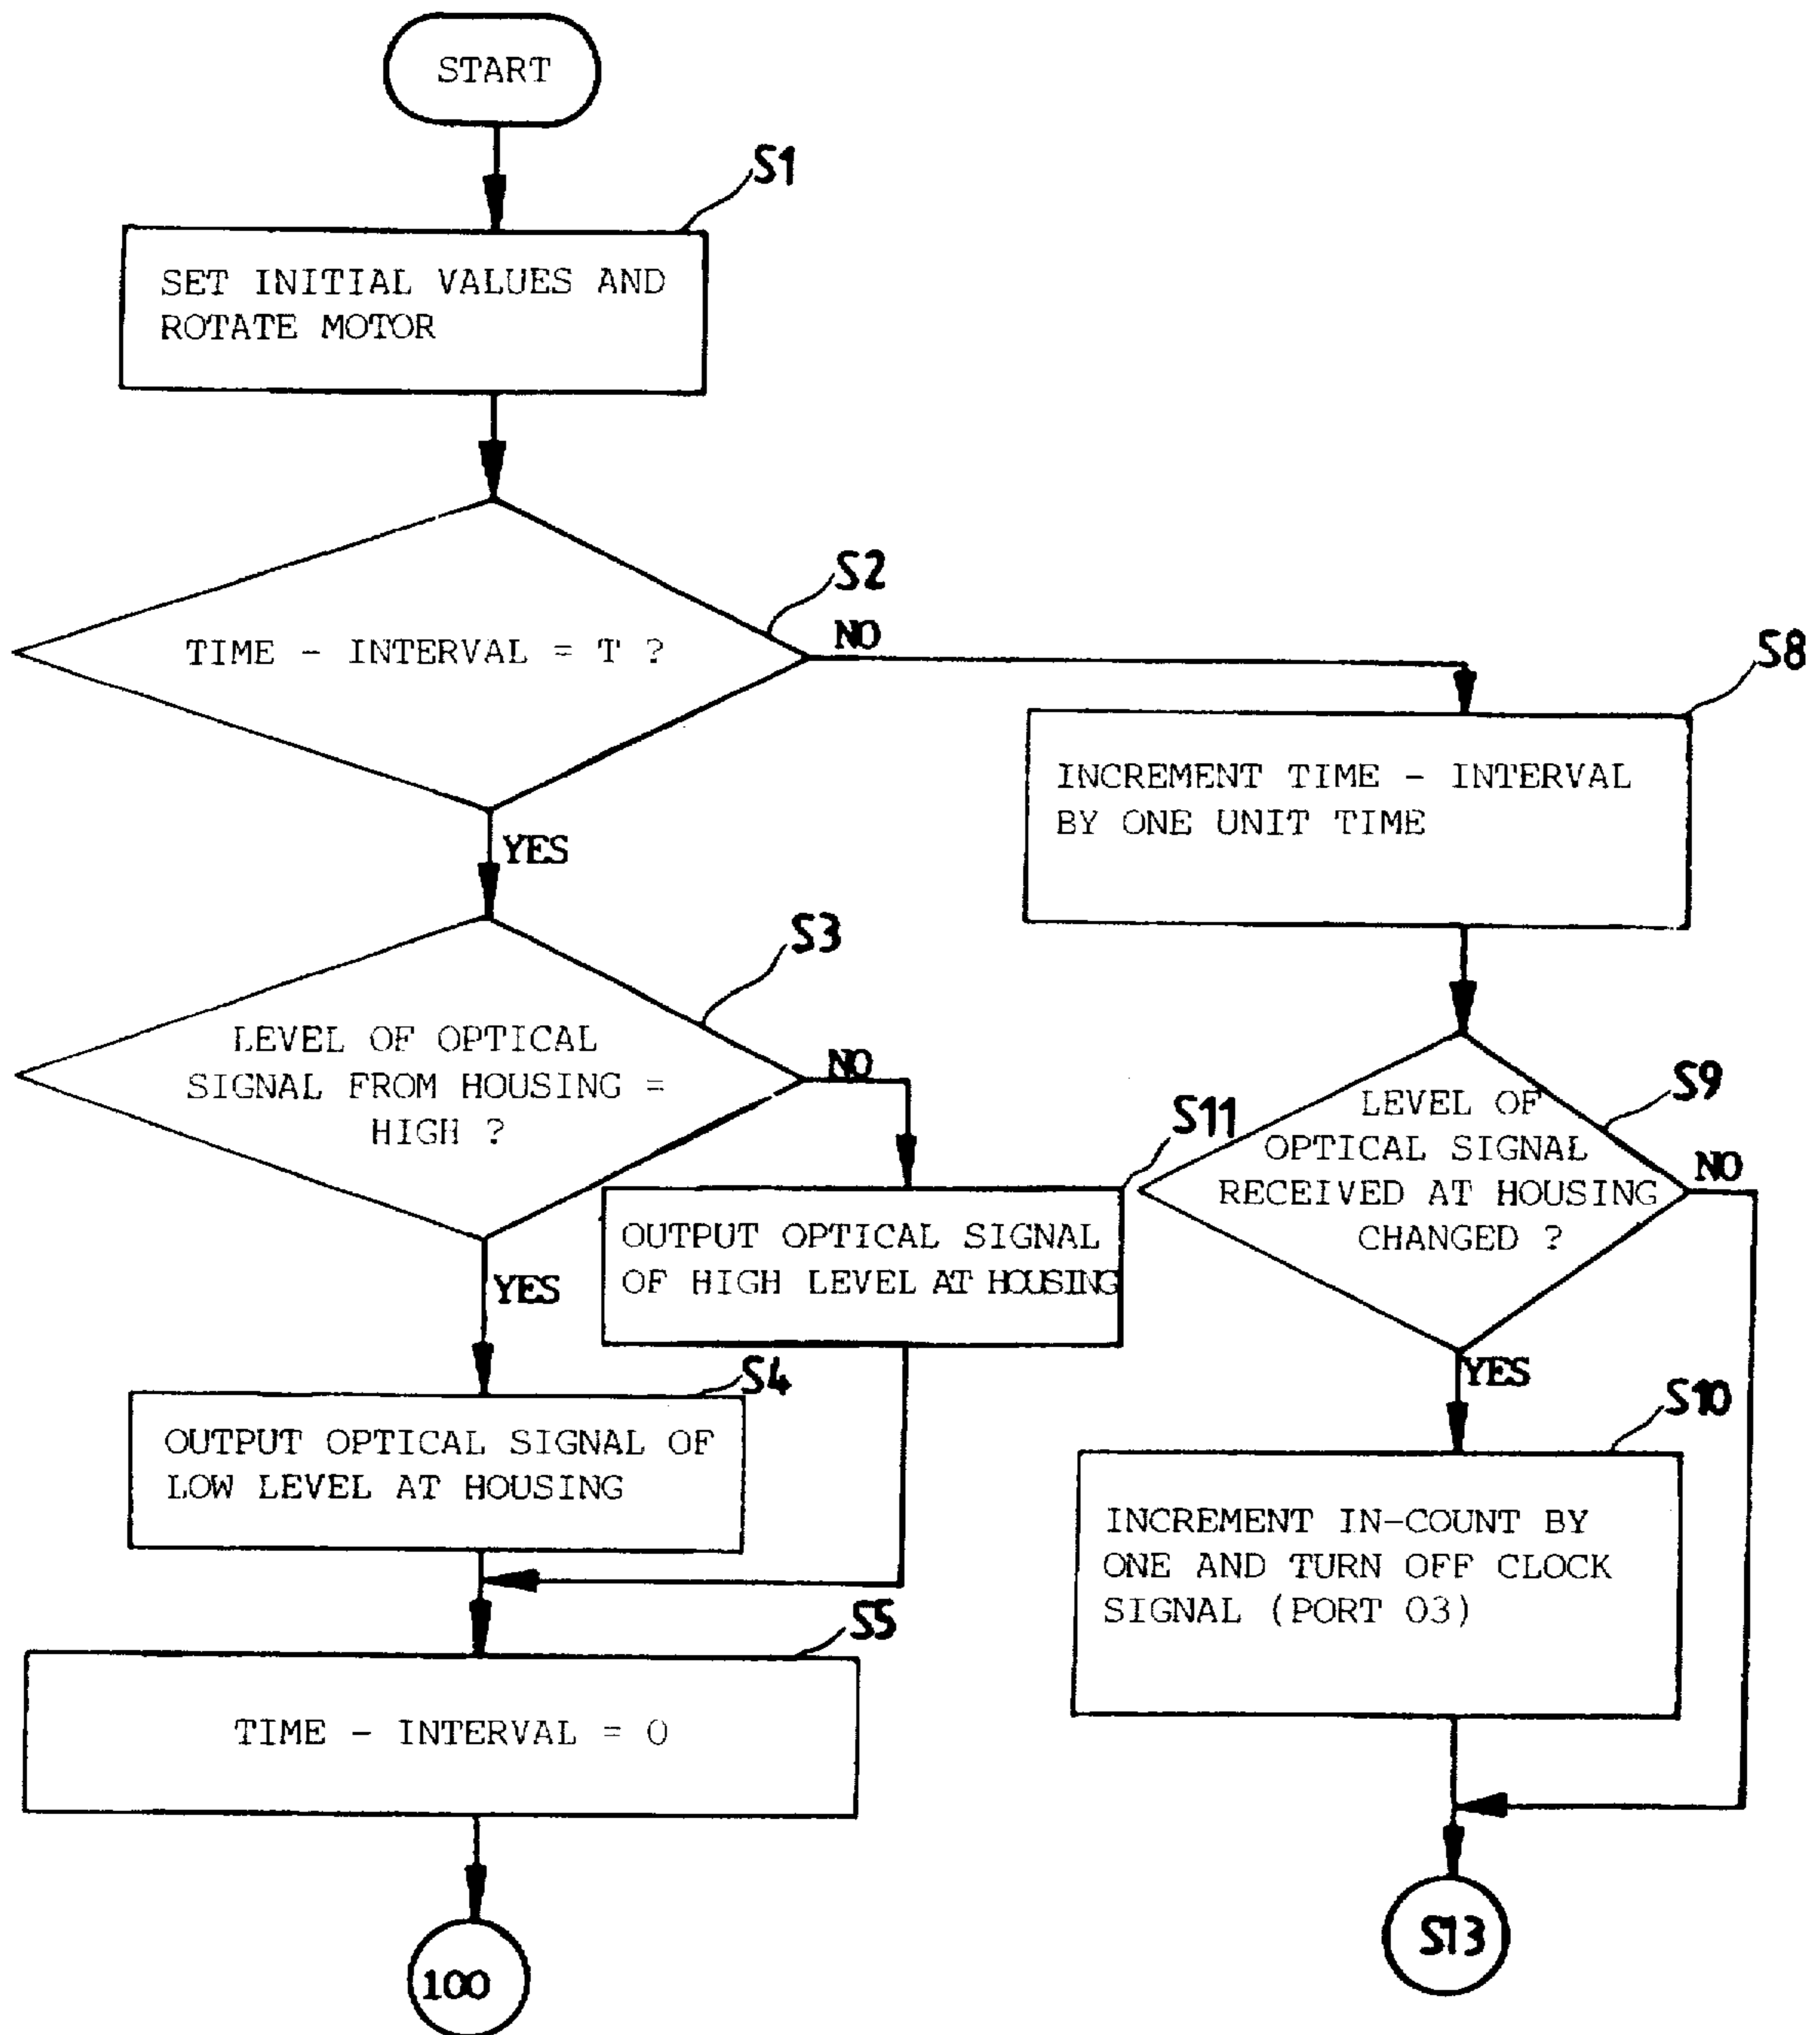 START
S1
SET INITIAL VALUES AND
ROTATE MOTOR
S2
TIME - INTERVAL = T ?
NO
YES
S8
INCREMENT TIME - INTERVAL
BY ONE UNIT TIME
S3
LEVEL OF OPTICAL
SIGNAL FROM HOUSING =
HIGH ?
NO
YES
S11
OUTPUT OPTICAL SIGNAL
OF HIGH LEVEL AT HOUSING
S9
LEVEL OF
OPTICAL SIGNAL
RECEIVED AT HOUSING
CHANGED ?
NO
YES
S4
OUTPUT OPTICAL SIGNAL OF
LOW LEVEL AT HOUSING
S10
INCREMENT IN-COUNT BY
ONE AND TURN OFF CLOCK
SIGNAL (PORT 03)
S5
TIME - INTERVAL = 0
100
S13